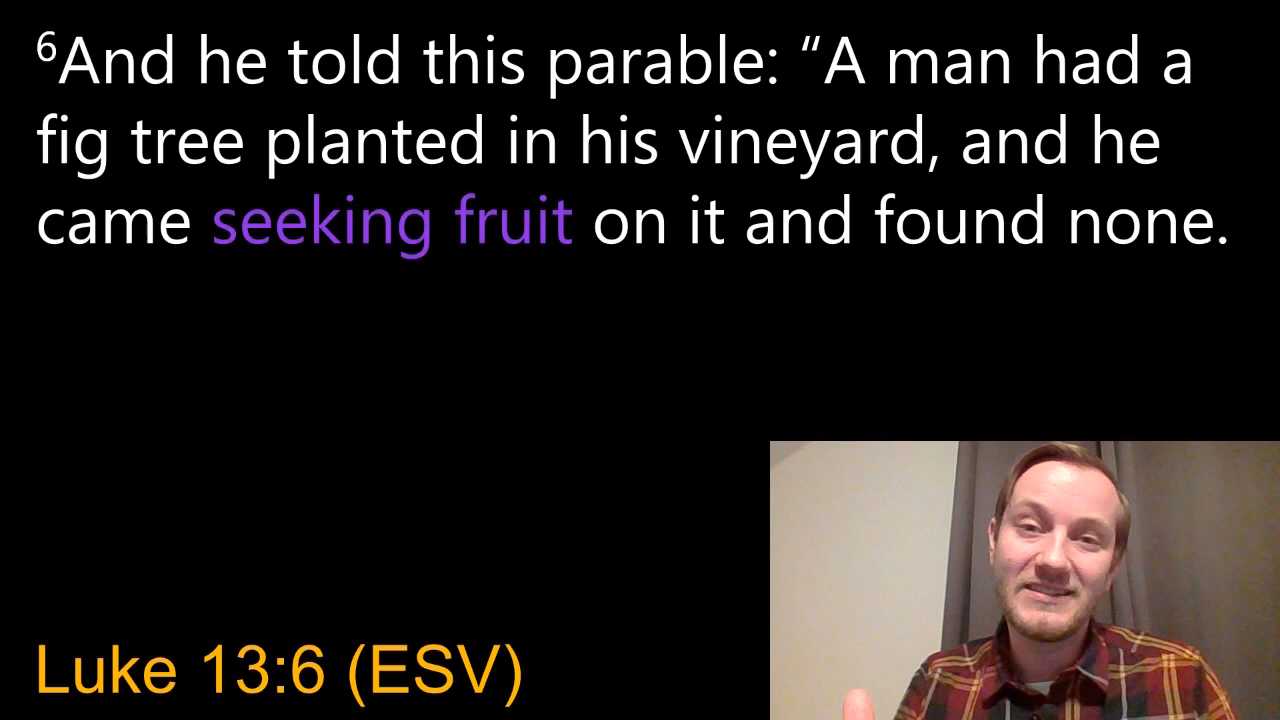 ⁶And he told this parable: “A man had a
fig tree planted in his vineyard, and he
came seeking fruit on it and found none.
Luke 13:6 (ESV)